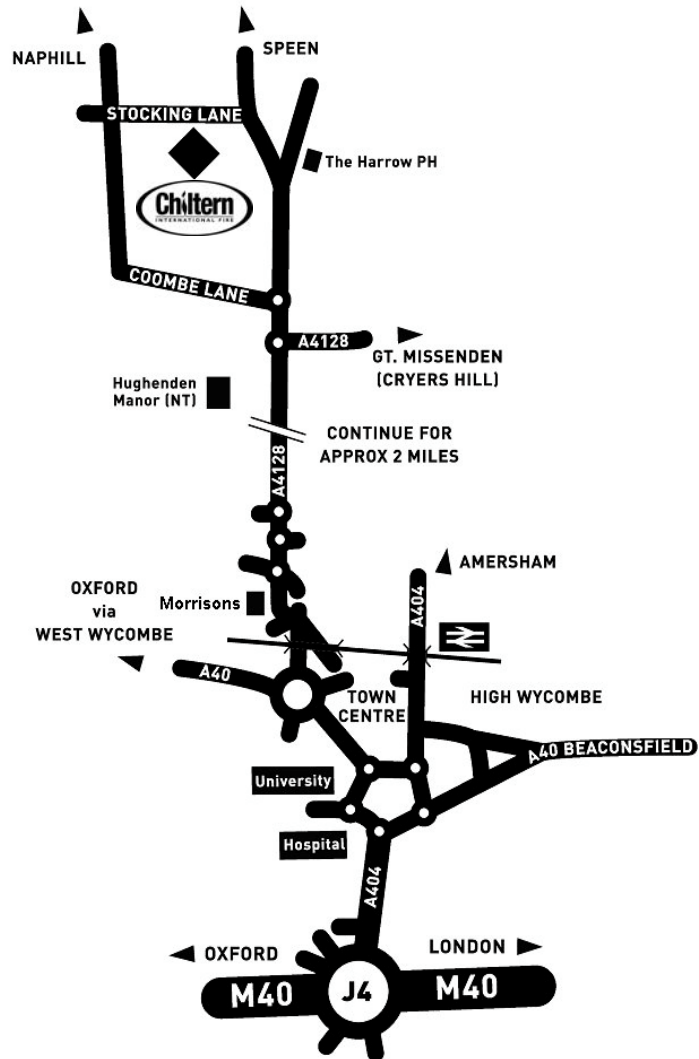 SPEEN
NAPHILL
STOCKING LANE
The Harrow PH
Chiltern
INTERNATIONAL FIRE
COOMBE LANE
A4128
GT. MISSENDEN
(CRYERS HILL)
Hughenden
Manor (NT)
CONTINUE FOR
APPROX 2 MILES
A4128
AMERSHAM
OXFORD
via
WEST WYCOMBE
Morrisons
A404
A40
TOWN
CENTRE
HIGH WYCOMBE
A40 BEACONSFIELD
University
Hospital
A404
OXFORD
LONDON
M40
J4
M40